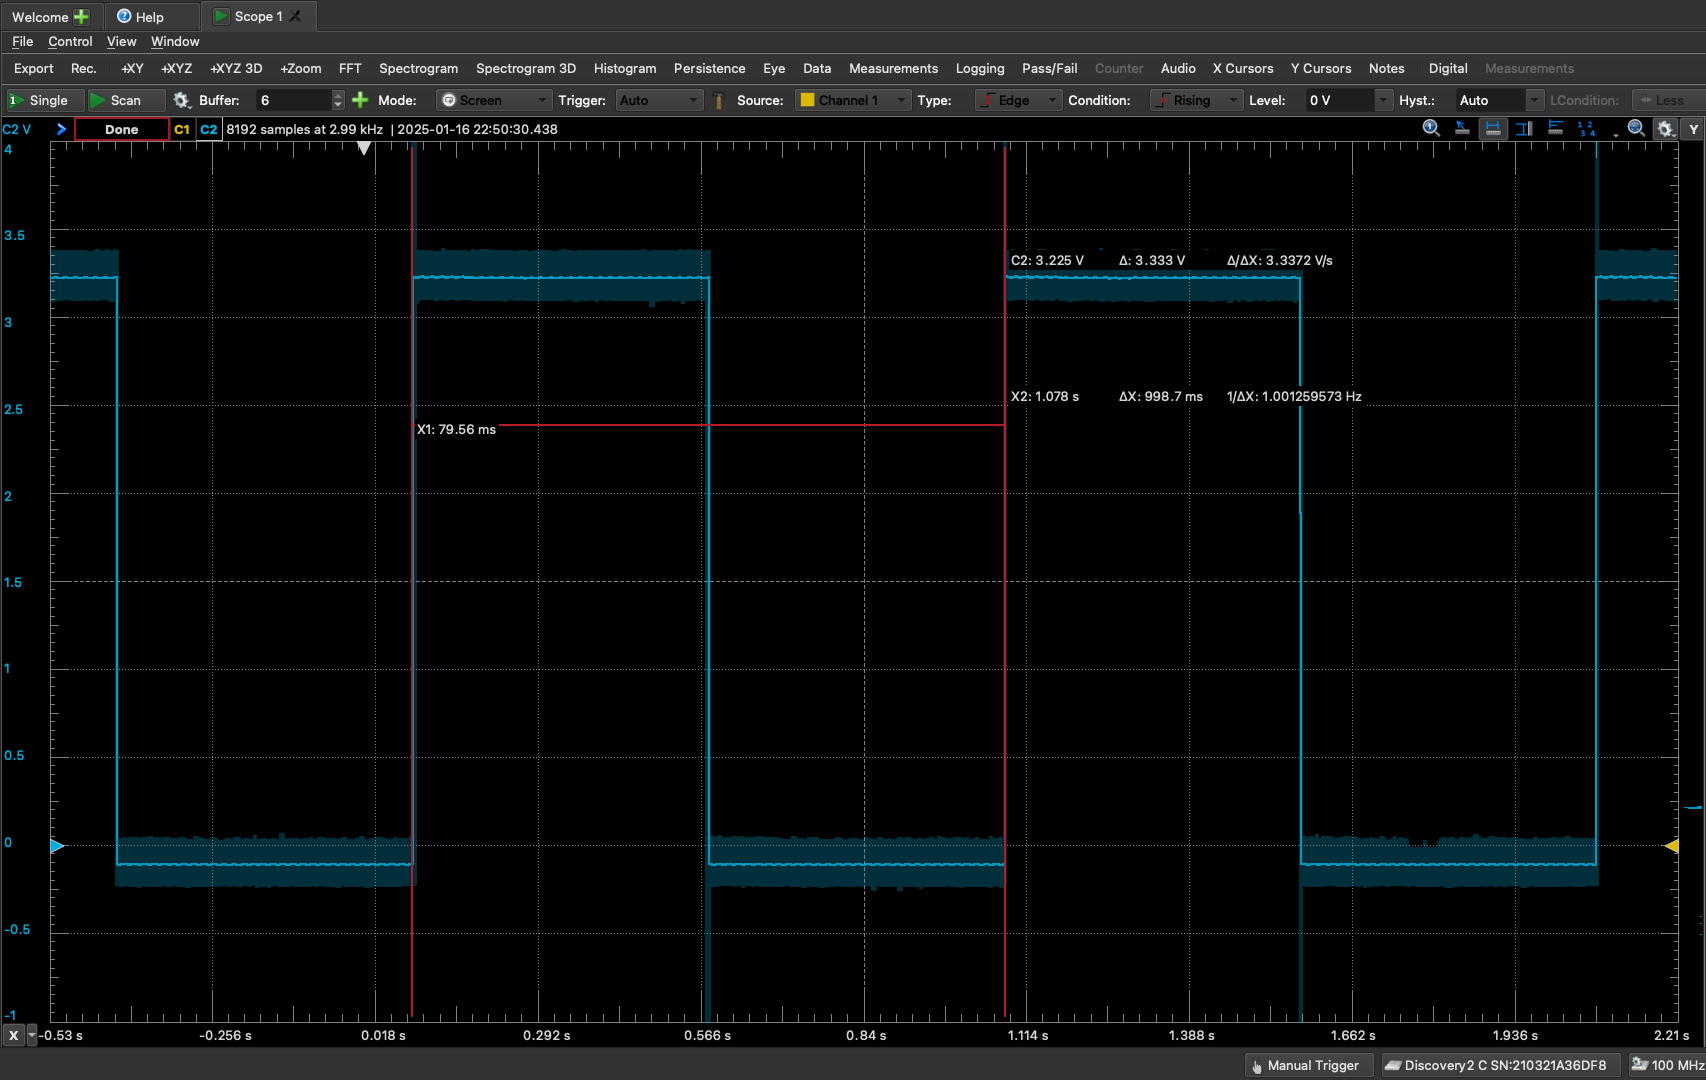 Welcome Help Scope 1
File Control View Window
Export Rec. +XY +XYZ +XYZ 3D +Zoom FFT Spectrogram Spectrogram 3D Histogram Persistence Eye Data Measurements Logging Pass/Fail Counter Audio X Cursors Y Cursors Notes Digital Measurements
Single Scan Buffer: 6 Mode: Screen Trigger: Auto Source: Channel 1 Type: Edge Condition: Rising Level: 0 V Hyst.: Auto LCondition: Less
C2 V Done C1 C2 8192 samples at 2.99 kHz | 2025-01-16 22:50:30.438 Y
4
3.5
C2: 3.225 V Δ: 3.333 V Δ/ΔX: 3.3372 V/s
3
X2: 1.078 s ΔX: 998.7 ms 1/ΔX: 1.001259573 Hz
2.5
X1: 79.56 ms
2
1.5
1
0.5
0
-0.5
-1
X -0.53 s -0.256 s 0.018 s 0.292 s 0.566 s 0.84 s 1.114 s 1.388 s 1.662 s 1.936 s 2.21 s
Manual Trigger Discovery2 C SN:210321A36DF8 100 MHz